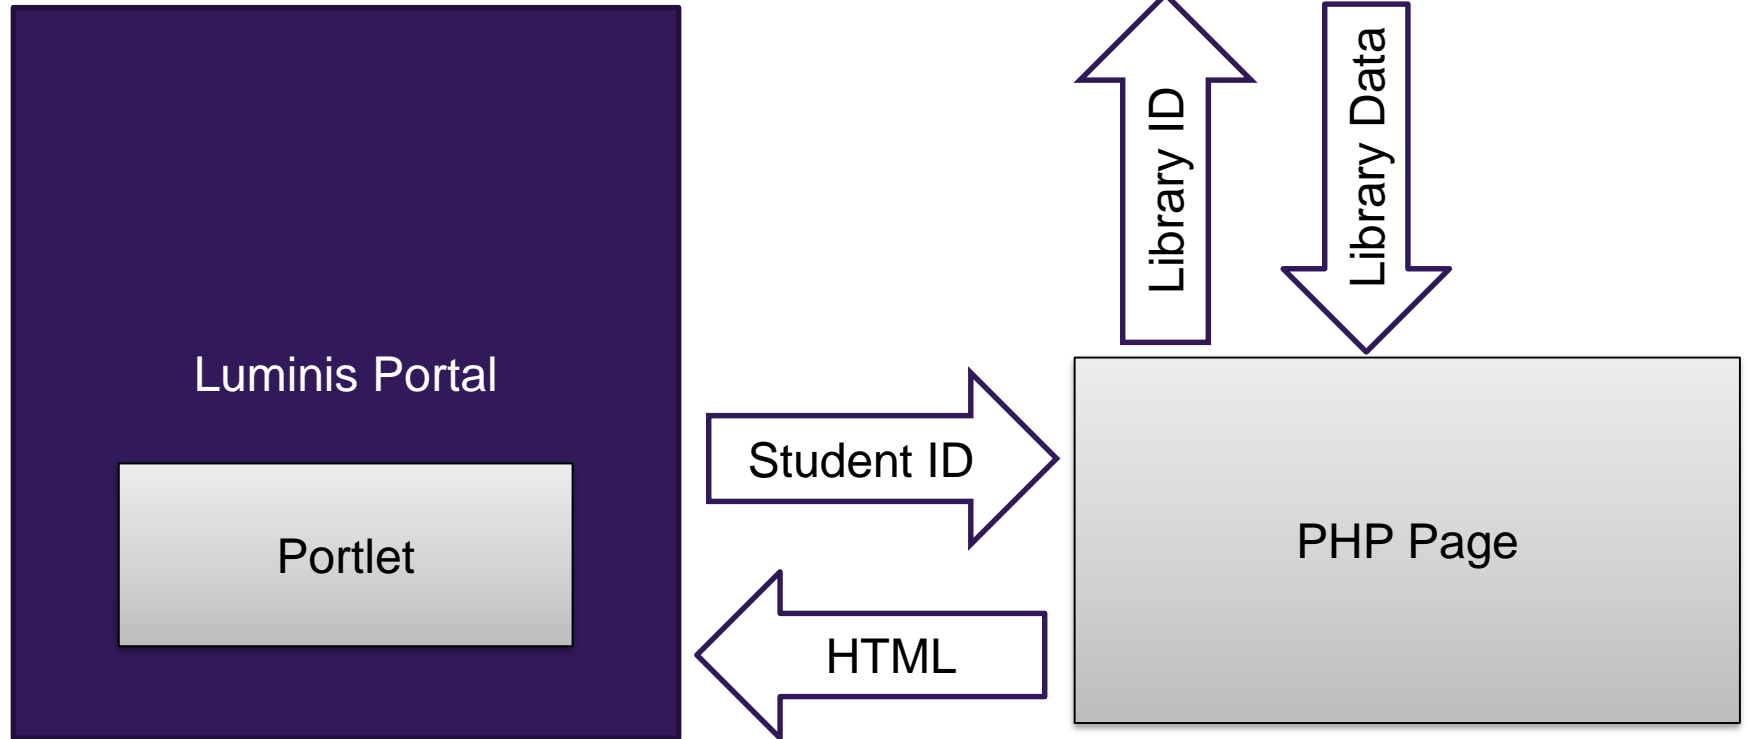 Library ID
Library Data
Luminis Portal
Student ID
Portlet
PHP Page
HTML